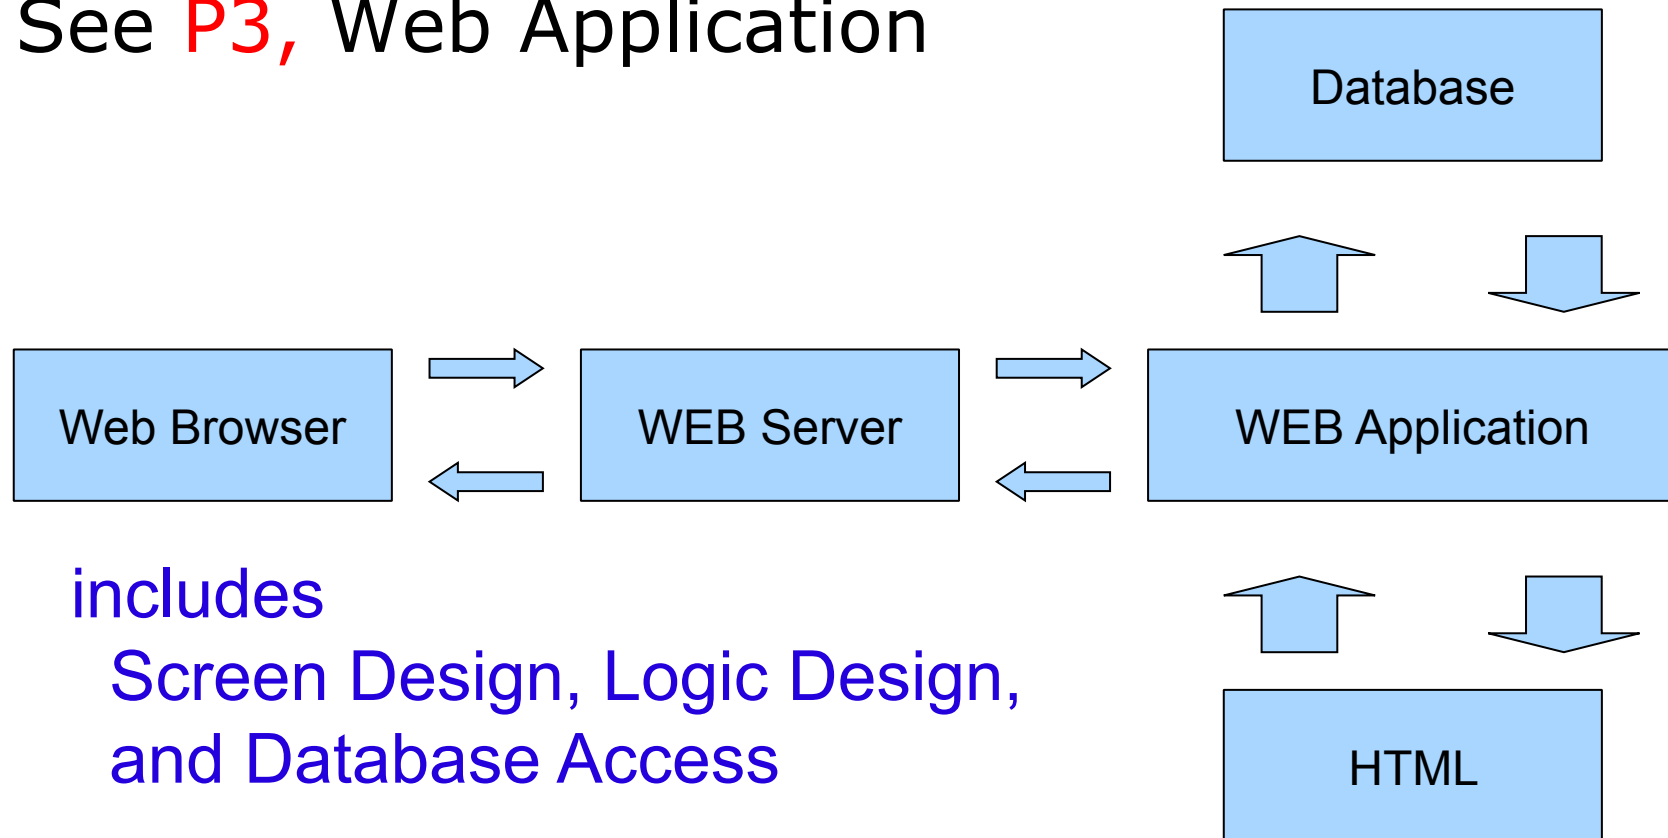 See P3, Web Application
Database
Web Browser
WEB Server
WEB Application
includes
Screen Design, Logic Design,
and Database Access
HTML